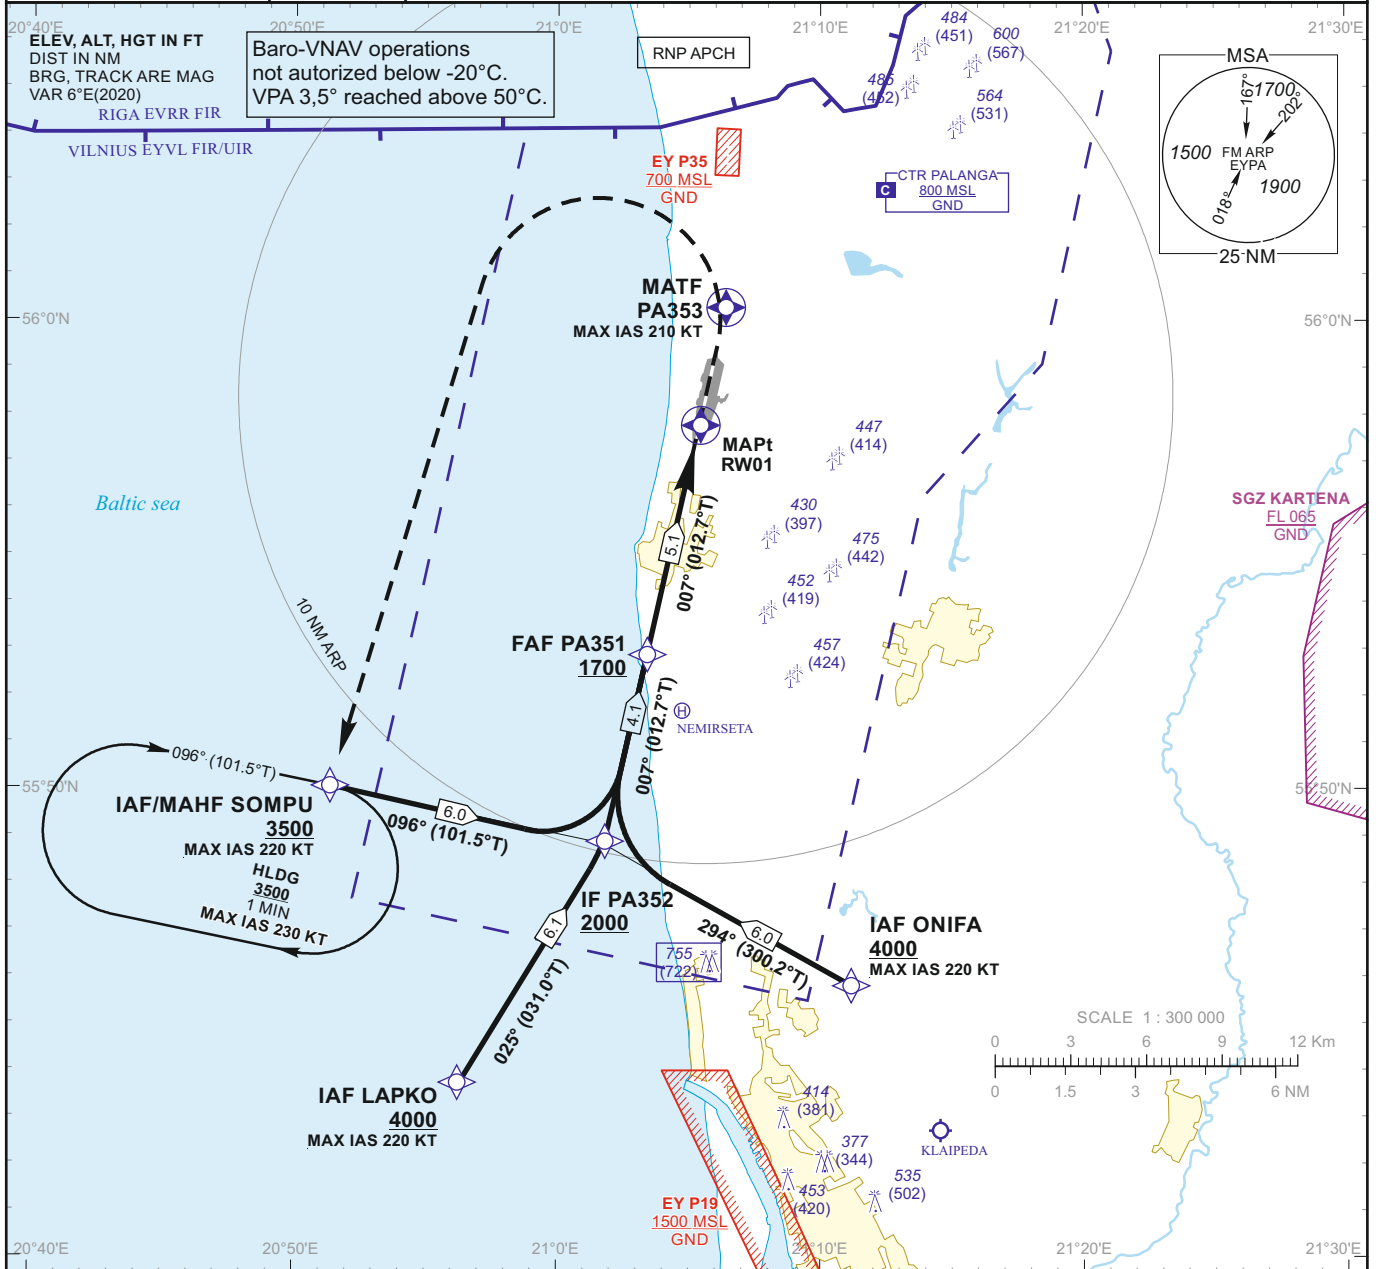 20°40'E
20°50'E
21°0'E
21°10'E
21°20'E
21°30'E
ELEV, ALT, HGT IN FT
DIST IN NM
BRG, TRACK ARE MAG
VAR 6°E(2020)
Baro-VNAV operations
not autorized below -20°C.
VPA 3,5° reached above 50°C.
RNP APCH
RIGA EVRR FIR
VILNIUS EYVL FIR/UIR
484
(451)
600
(567)
485
(452)
564
(531)
MSA
167°
1700
202°
1500
FM ARP
EYPA
1900
018°
25 NM
EY P35
700 MSL
GND
C
CTR PALANGA
800 MSL
GND
MATF
PA353
MAX IAS 210 KT
56°0'N
56°0'N
MAPt
RW01
447
(414)
Baltic sea
430
(397)
475
(442)
452
(419)
457
(424)
SGZ KARTENA
FL 065
GND
5.1
007° (012.7°T)
10 NM ARP
FAF PA351
1700
4.1
007° (012.7°T)
H
NEMIRSETA
096° (101.5°T)
55°50'N
55°50'N
IAF/MAHF SOMPU
3500
MAX IAS 220 KT
HLDG
3500
1 MIN
MAX IAS 230 KT
6.0
096° (101.5°T)
IF PA352
2000
6.1
025° (031.0°T)
6.0
294° (300.2°T)
IAF ONIFA
4000
MAX IAS 220 KT
755
(722)
IAF LAPKO
4000
MAX IAS 220 KT
SCALE 1 : 300 000
0 3 6 9 12 Km
0 1.5 3 6 NM
414
(381)
377
(344)
453
(420)
535
(502)
KLAIPEDA
EY P19
1500 MSL
GND
20°40'E
20°50'E
21°0'E
21°10'E
21°20'E
21°30'E